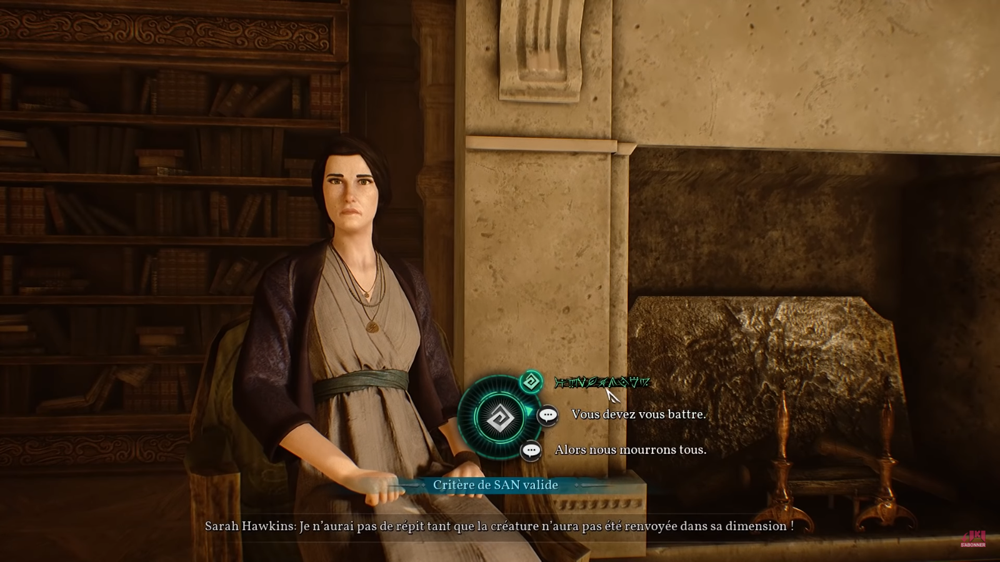 Vous devez vous battre.
Alors nous mourrons tous.
Critère de SAN valide
Sarah Hawkins: Je n'aurai pas de répit tant que la créature n'aura pas été renvoyée dans sa dimension !
S'ABONNER